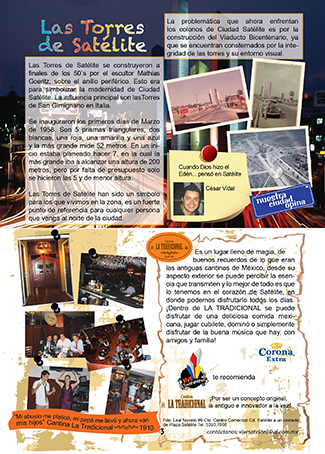 Las Torres
de Satélite
Las Torres de Satélite se construyeron a
finales de los 50's por el escultor Mathias
Goeritz, sobre el anillo periférico. Esto era
para simbolizar la modernidad de Ciudad
Satélite. La influencia principal son las Torres
de San Gimignano en Italia.
Se inauguraron los primeros días de Marzo
de 1958. Son 5 prismas triangulares, dos
blancas, una roja, una amarilla y una azul
y la más grande mide 52 metros. En un ini-
cio estaba planeado hacer 7, en la cual la
más grande iba a alcanzar una altura de 200
metros, pero por falta de presupuesto solo
se hicieron las 5 y de menor altura.
Las Torres de Satélite han sido un símbolo
para los que vivimos en la zona, es un fuerte
punto de referencia para cualquier persona
que venga al norte de la ciudad.
La problemática que ahora enfrentan
los colonos de Ciudad Satélite es por la
construcción del Viaducto Bicentenario, ya
que se encuentran consternados por la inte-
gridad de las torres y su entorno visual.
Cuando Dios hizo el
Edén... pensó en Satélite
César Vidal
nuestra
ciudad
opina
LA TRADICIONAL
Es un lugar lleno de magia, de
buenos recuerdos de lo que eran
las antiguas cantinas de México, desde su
aspecto exterior se puede percibir la esen-
cia que transmiten y lo mejor de todo es que
lo tenemos en el corazón de Satélite, en
donde podemos disfrutarlo todos los días.
¡Dentro de LA TRADICIONAL, se puede
disfrutar de una deliciosa comida mexi-
cana, jugar cubilete, dominó o simplemente
disfrutar de la buena música que hay, con
amigos y familia!
Corona
Extra
te recomienda
Cantina
LA TRADICIONAL
¡Por ser un concepto original,
antiguo e innovador a la vez!
"Mi abuelo me platicó, mi papá me llevó y ahora van
mis hijos" Cantina La Tradicional 1910.
3